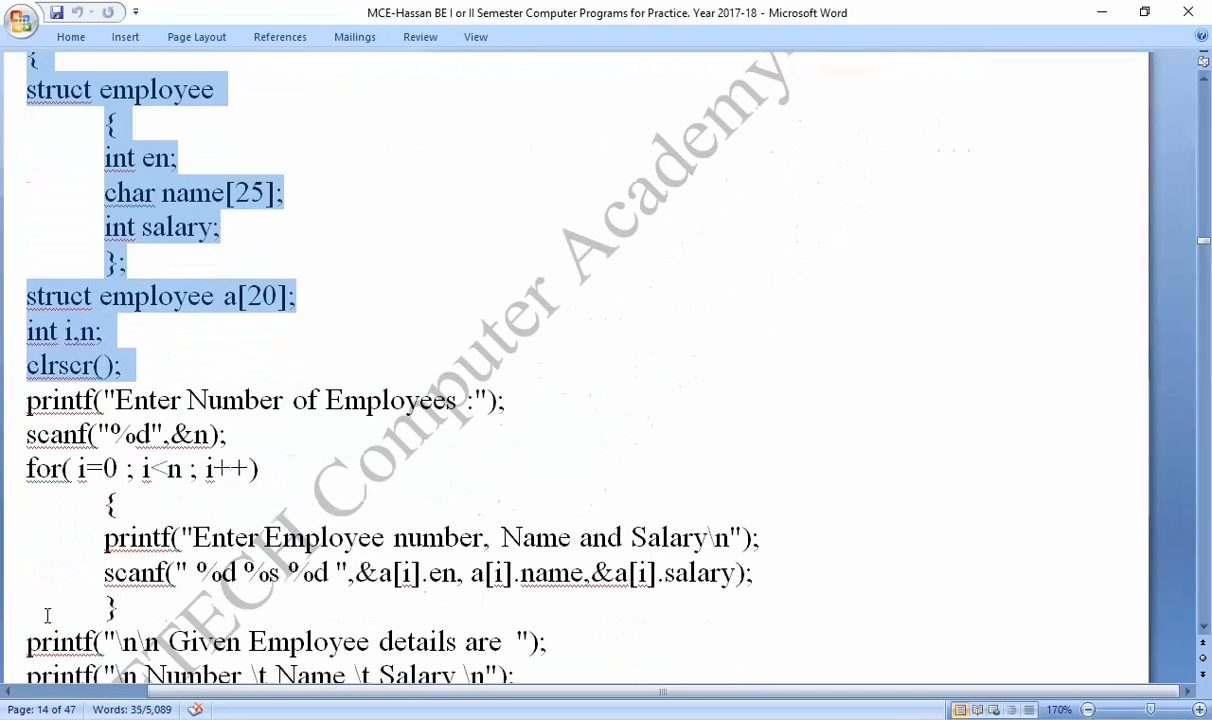 MCE-Hassan BE I or II Semester Computer Programs for Practice. Year 2017-18 - Microsoft Word
Home Insert Page Layout References Mailings Review View
{
struct employee
{
int en;
char name[25];
int salary;
};
struct employee a[20];
int i,n;
clrscr();
printf("Enter Number of Employees :");
scanf("%d",&n);
for( i=0 ; i<n ; i++)
{
printf("Enter Employee number, Name and Salary\n");
scanf(" %d %s %d ",&a[i].en, a[i].name,&a[i].salary);
}
printf("\n\n Given Employee details are ");
printf("\n Number \t Name \t Salary \n");
TECH Computer Academy
Page: 14 of 47 Words: 35/5,089 170%